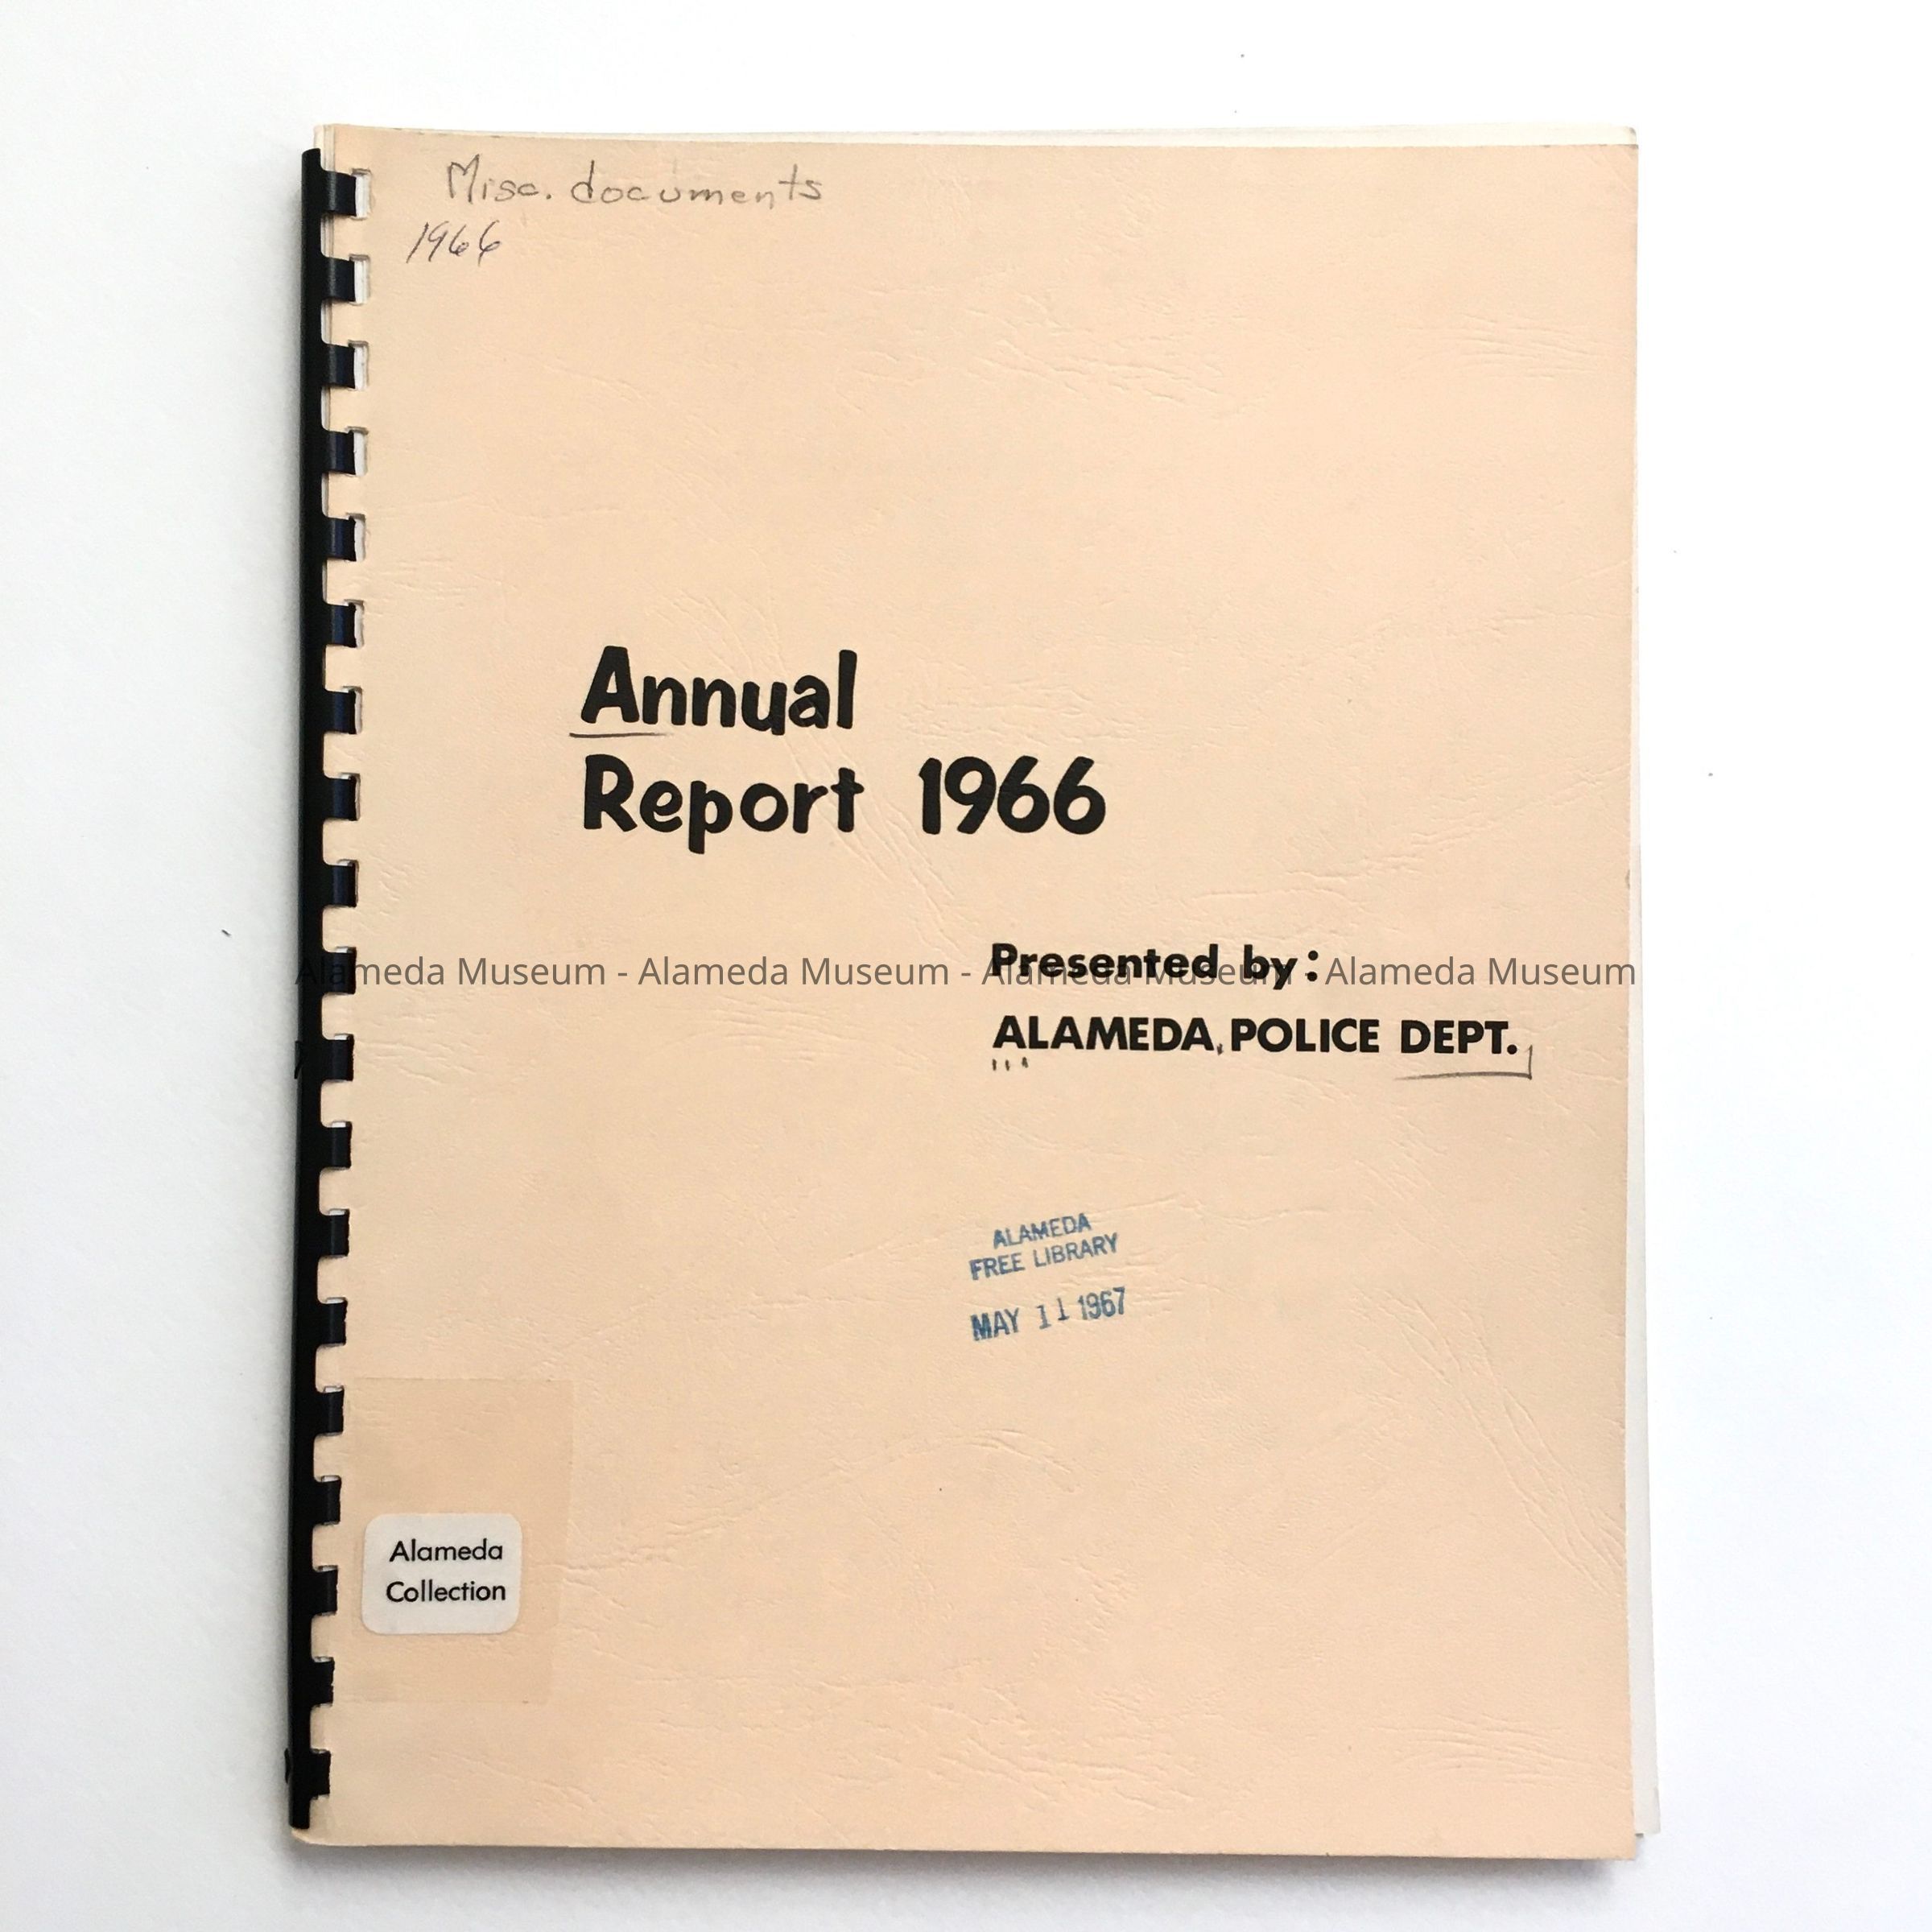 Misc. documents
1966
Annual
Report 1966
Presented by:
Alameda Museum - Alameda Museum - Alameda Museum - Alameda Museum
ALAMEDA POLICE DEPT.
ALAMEDA
FREE LIBRARY
MAY 11 1967
Alameda
Collection